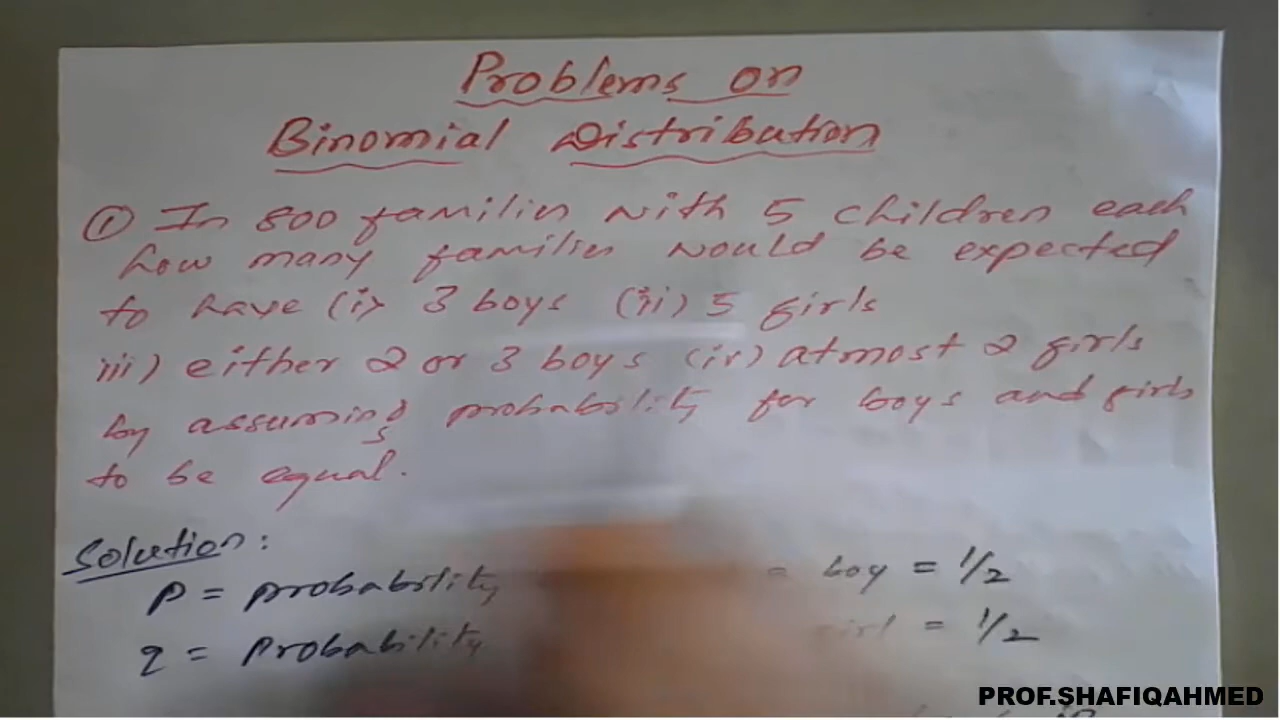 Problems on
Binomial Distribution
① In 800 families with 5 children each
how many families would be expected
to have (i) 3 boys (ii) 5 girls
iii) either 2 or 3 boys (iv) atmost 2 girls
by assuming probability for boys and girls
to be equal.
Solution:
p = probability boy = 1/2
q = Probability girl = 1/2
PROF.SHAFIQAHMED